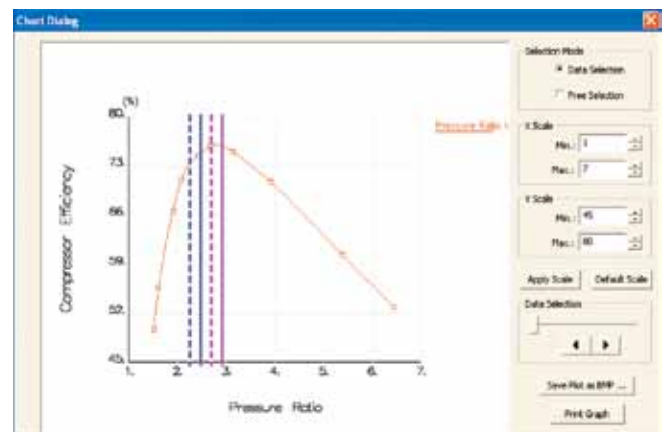 Chart Dialog
(%)
80.
73.
66.
59.
52.
45.
1. 2. 3. 4. 5. 6. 7.
Compressor Efficiency
Pressure Ratio
Pressure Ratio
Selection Mode
Data Selection
Free Selection
X Scale
Min.: 1
Max.: 7
Y Scale
Min.: 45
Max.: 80
Apply Scale
Default Scale
Data Selection
Save Plot as BMP ...
Print Graph